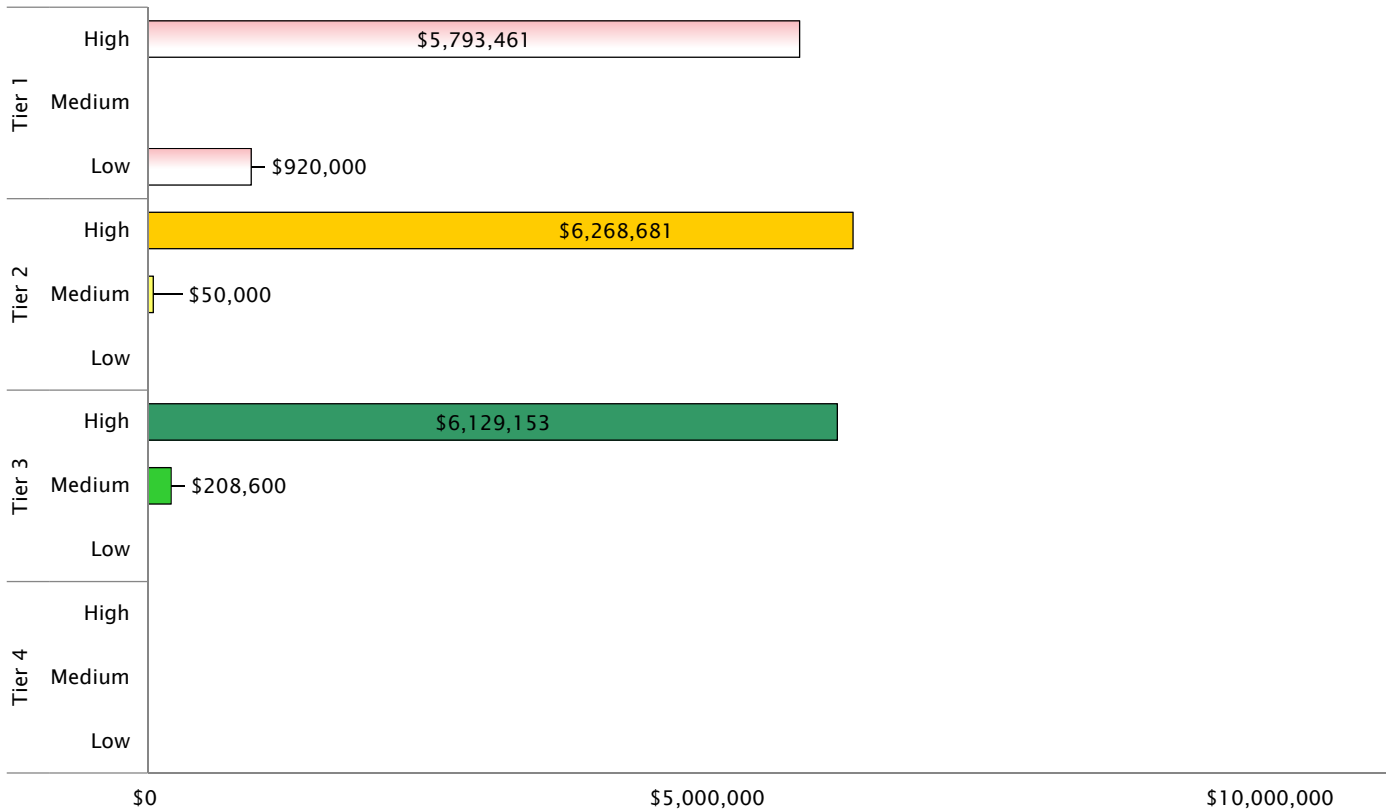 Tier 1
High
$5,793,461
Medium
Low
$920,000
Tier 2
High
$6,268,681
Medium
$50,000
Low
Tier 3
High
$6,129,153
Medium
$208,600
Low
Tier 4
High
Medium
Low
$0
$5,000,000
$10,000,000